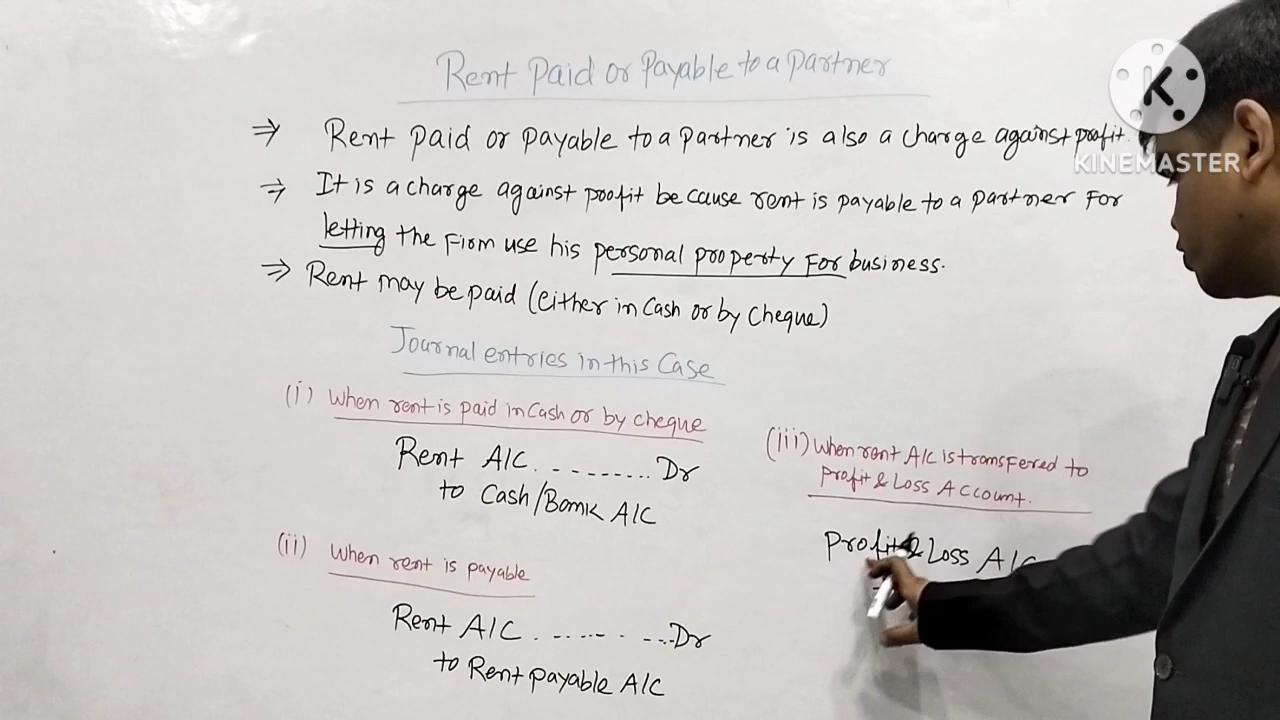 Rent Paid or Payable to a Partner
⇒ Rent paid or payable to a partner is also a charge against profit.
⇒ It is a charge against profit because rent is payable to a partner for
letting the firm use his personal property for business.
⇒ Rent may be paid (either in cash or by cheque)
Journal entries in this Case
(i) When rent is paid in Cash or by cheque
Rent A/C. --------- Dr
to Cash/Bank A/C
(ii) When rent is payable
Rent A/C. --------- Dr
to Rent payable A/C
(iii) When rent A/C is transfered to
Profit & Loss Account.
Profit & Loss A/C
K
KINEMASTER